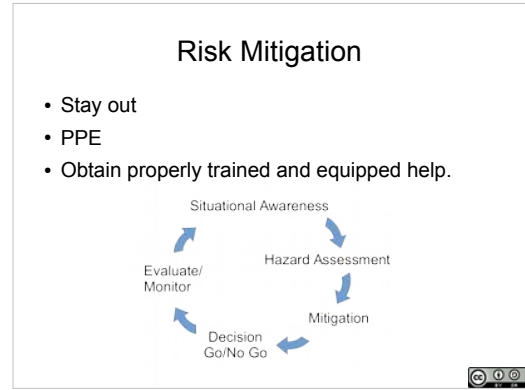 Risk Mitigation
• Stay out
• PPE
• Obtain properly trained and equipped help.
Situational Awareness
Hazard Assessment
Mitigation
Decision
Go/No Go
Evaluate/
Monitor